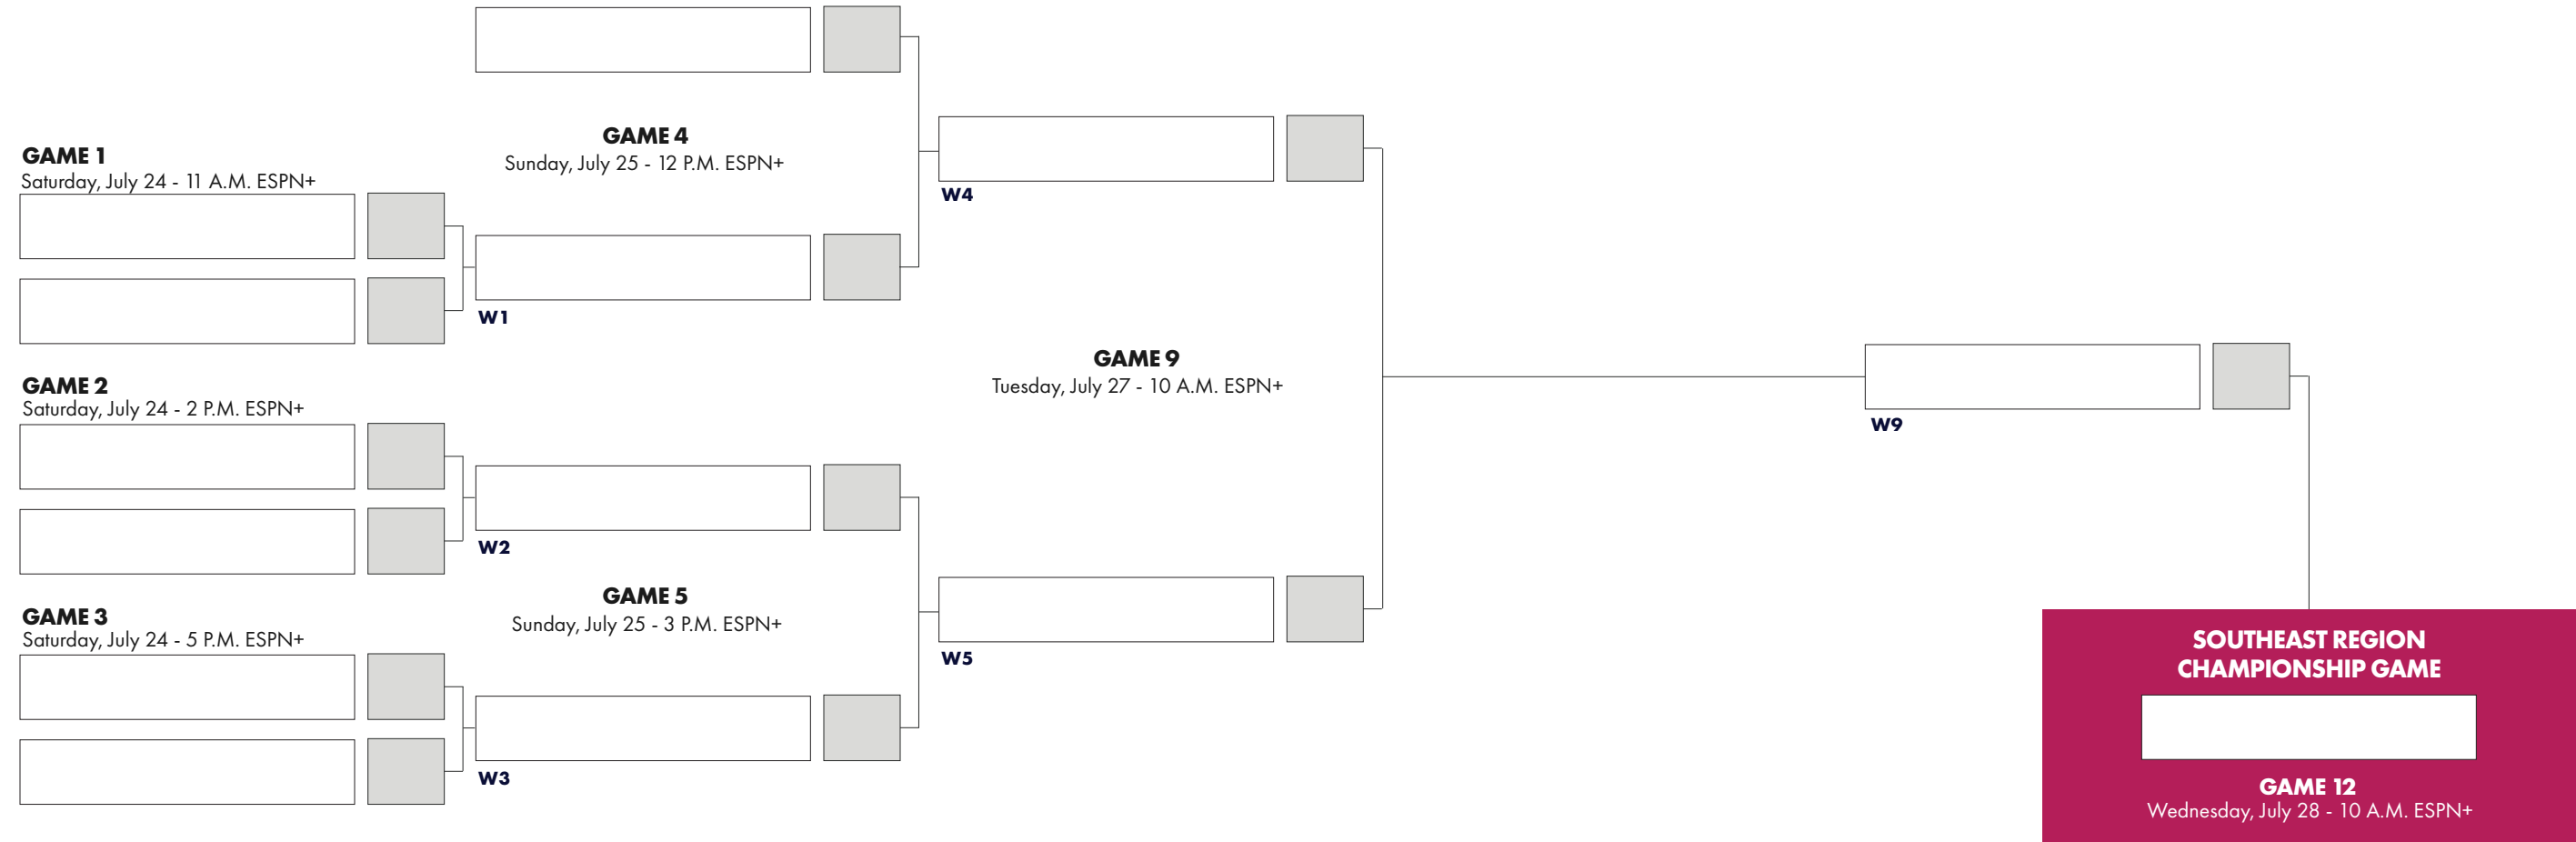 GAME 1
Saturday, July 24 - 11 A.M. ESPN+
W1
GAME 2
Saturday, July 24 - 2 P.M. ESPN+
W2
GAME 3
Saturday, July 24 - 5 P.M. ESPN+
W3
GAME 4
Sunday, July 25 - 12 P.M. ESPN+
W4
GAME 5
Sunday, July 25 - 3 P.M. ESPN+
W5
GAME 9
Tuesday, July 27 - 10 A.M. ESPN+
W9
SOUTHEAST REGION
CHAMPIONSHIP GAME
GAME 12
Wednesday, July 28 - 10 A.M. ESPN+